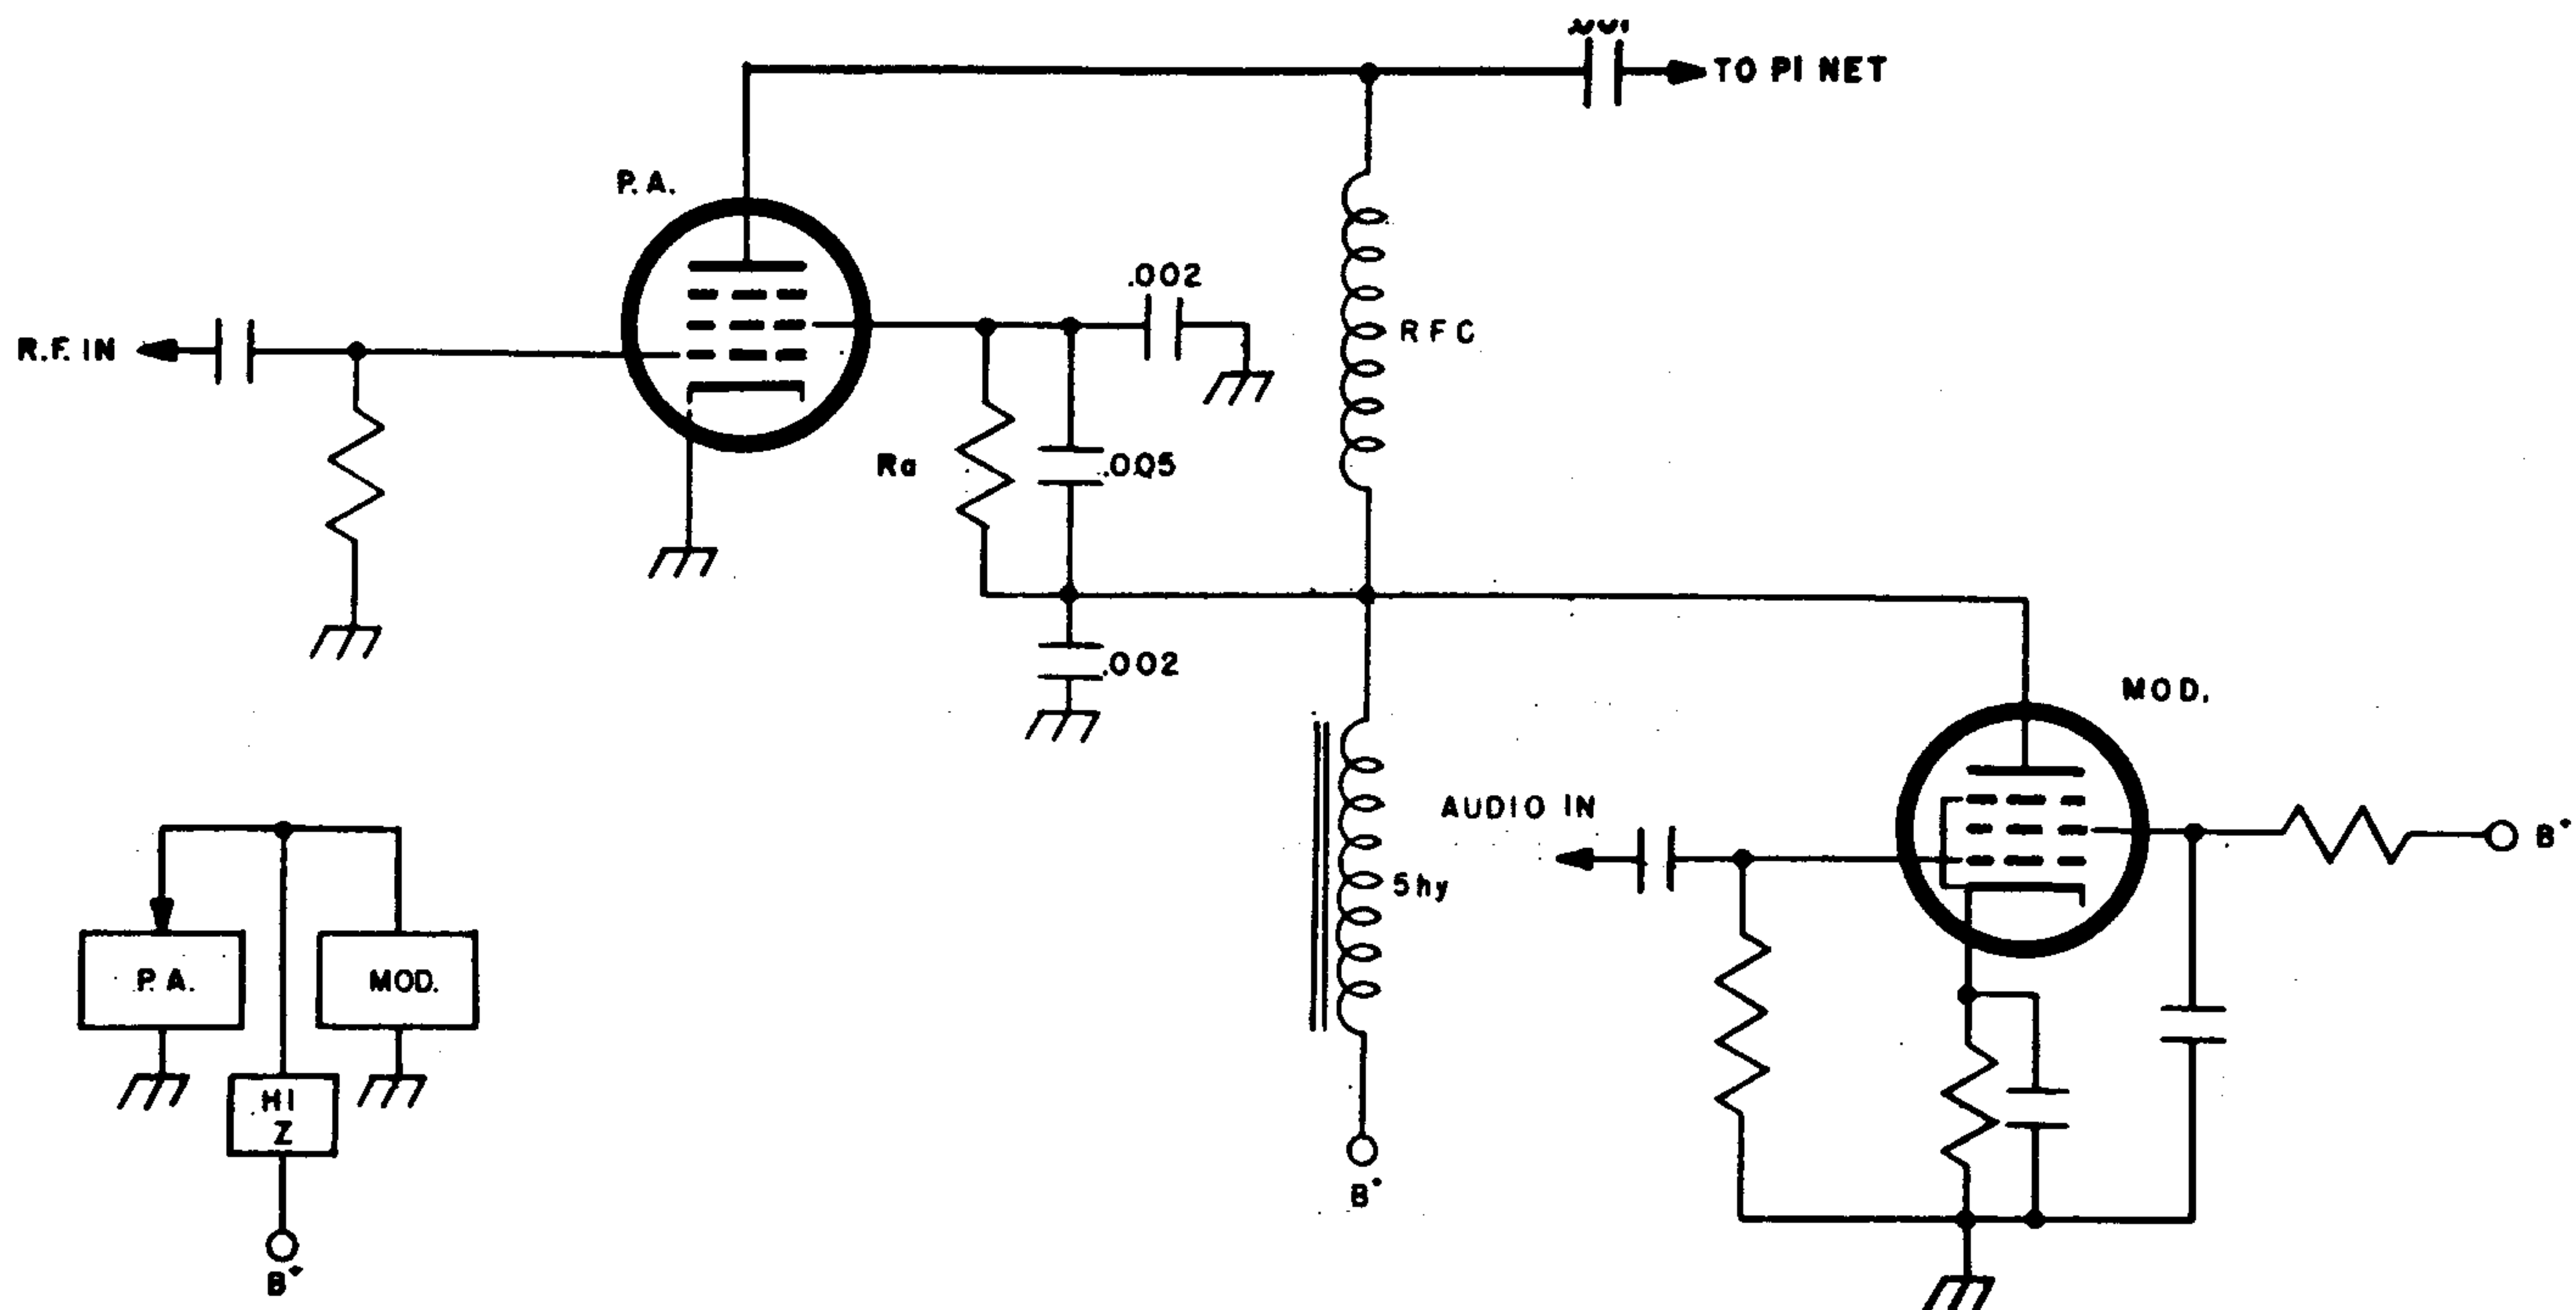 TO PI NET
P.A.
.002
R.F. IN
RFC
Ra
.005
.002
MOD.
AUDIO IN
B+
5hy
P.A.
MOD.
HI
Z
B+
B+